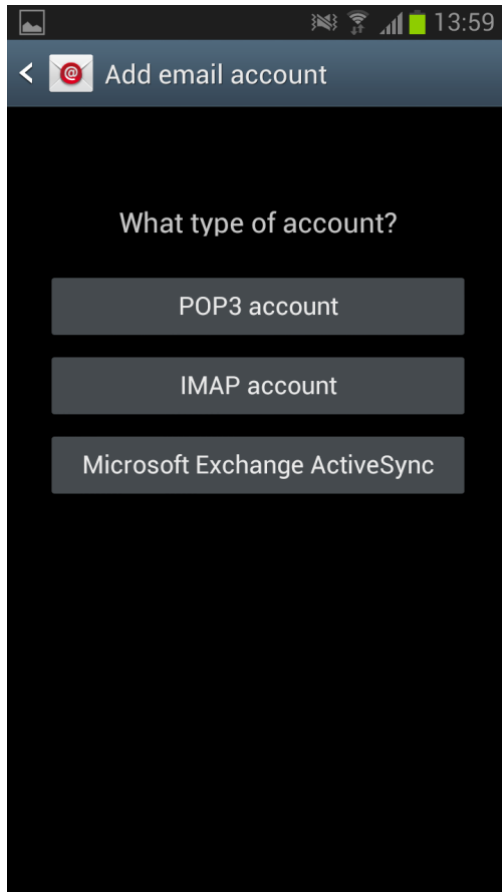 13:59
Add email account
What type of account?
POP3 account
IMAP account
Microsoft Exchange ActiveSync